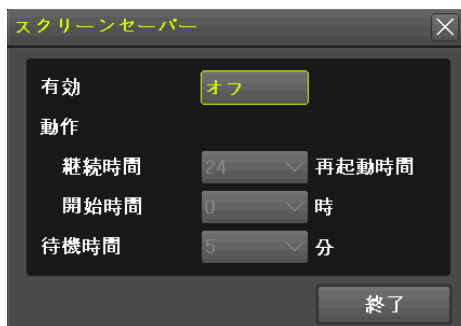 スクリーンセーバー
有効 オフ
動作
継続時間 24 再起動時間
開始時間 0 時
待機時間 5 分
終了